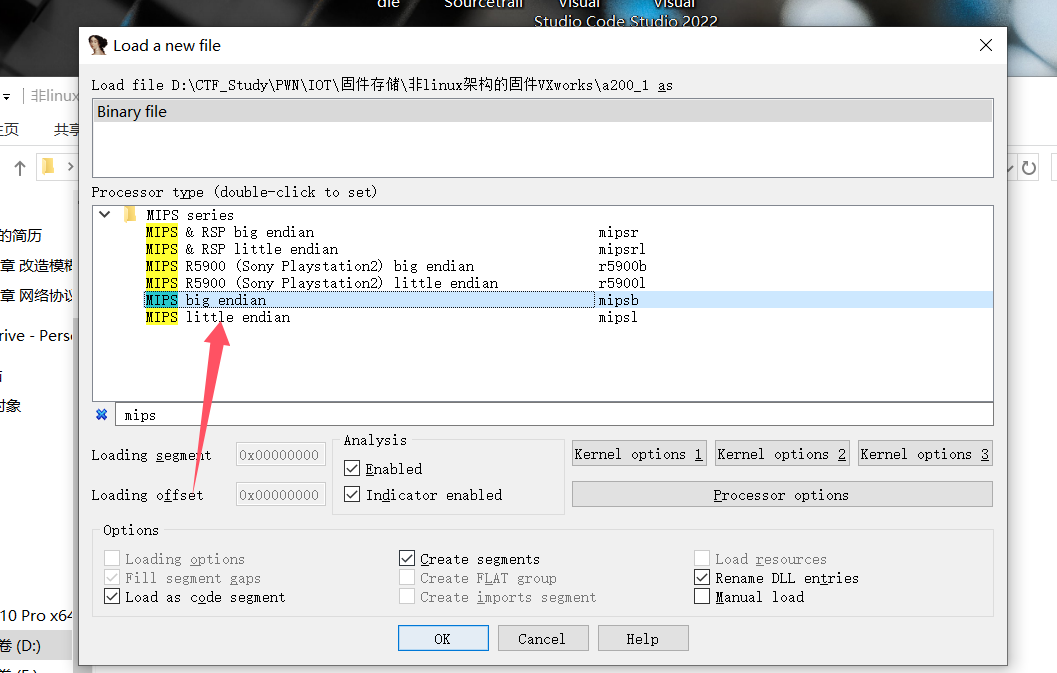 die Sourcetrail Visual Visual
Studio Code Studio 2022
Load a new file
Load file D:\CTF_Study\PWN\IOT\固件存储\非linux架构的固件VXworks\a200_1 as
非linux
Binary file
主页 共享
Processor type (double-click to set)
MIPS series
MIPS & RSP big endian mipsr
的简历
MIPS & RSP little endian mipsrl
章 改造模糊
MIPS R5900 (Sony Playstation2) big endian r5900b
MIPS R5900 (Sony Playstation2) little endian r5900l
章 网络协议
MIPS big endian mipsb
MIPS little endian mipsl
rive - Perso
对象
mips
Loading segment 0x00000000
Loading offset 0x00000000
Analysis
Enabled
Indicator enabled
Kernel options 1 Kernel options 2 Kernel options 3
Processor options
Options
Loading options Create segments Load resources
Fill segment gaps Create FLAT group Rename DLL entries
Load as code segment Create imports segment Manual load
10 Pro x64
OK Cancel Help
卷 (D:)